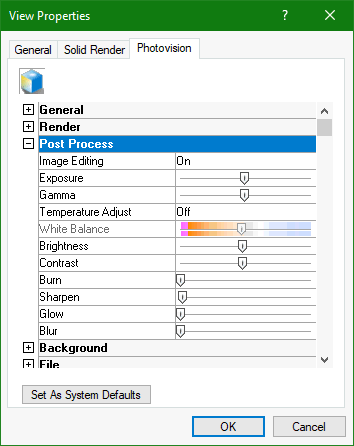 View Properties
General Solid Render Photovision
General
Render
Post Process
Image Editing On
Exposure
Gamma
Temperature Adjust Off
White Balance
Brightness
Contrast
Burn
Sharpen
Glow
Blur
Background
File
Set As System Defaults
OK Cancel